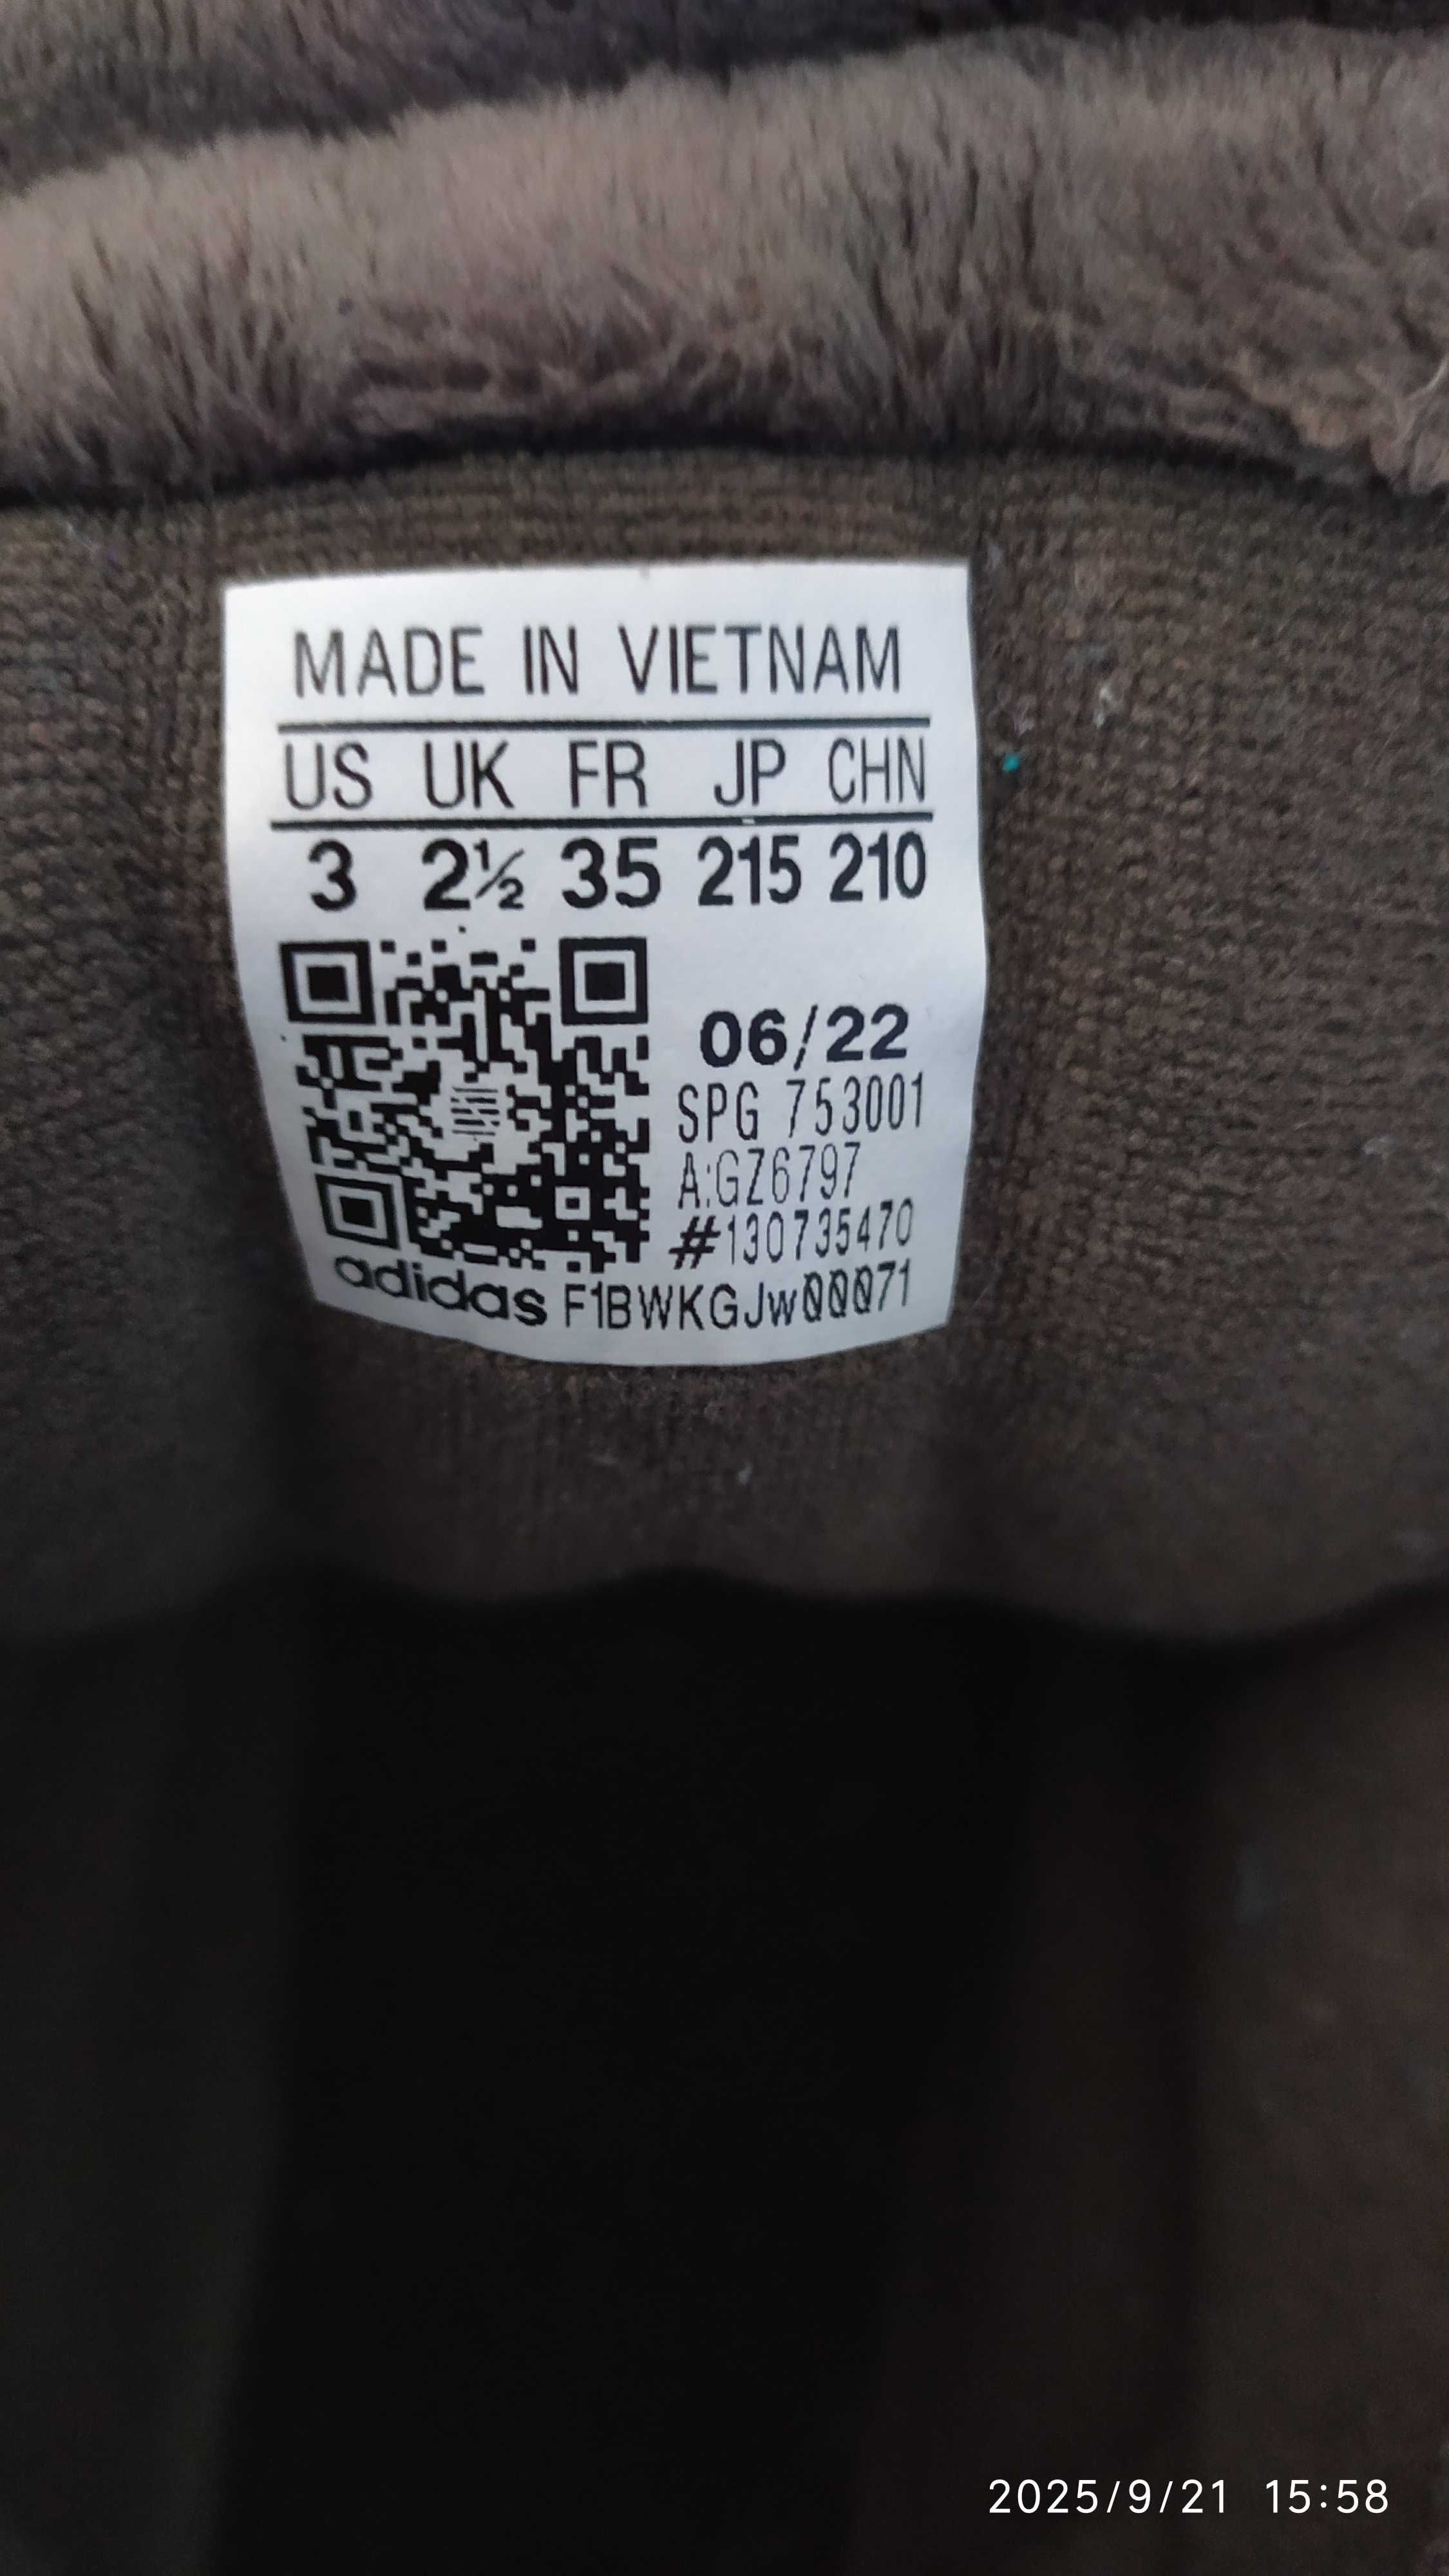 MADE IN VIETNAM
US UK FR JP CHN
3 2½ 35 215 210
06/22
SPG 753001
A:GZ6797
#130735470
adidas F1BWKGJw00071
2025/9/21 15:58